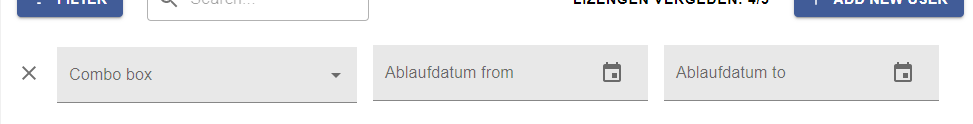 FILTER
Search...
LIZENZEN VERGEBEN: 4/5
ADD NEW USER
Combo box
Ablaufdatum from
Ablaufdatum to